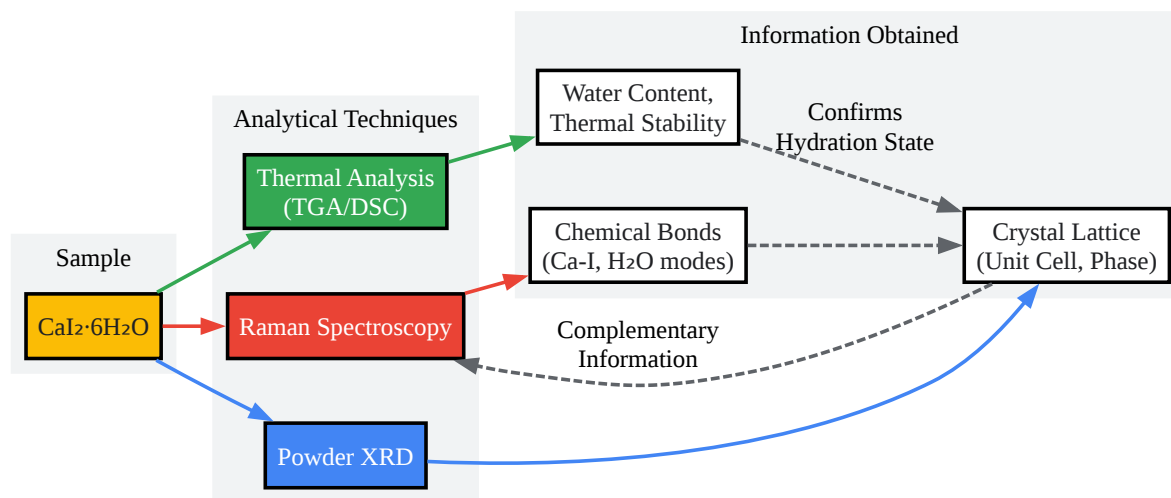 Information Obtained
Water Content,
Thermal Stability
Confirms
Hydration State
Analytical Techniques
Thermal Analysis
(TGA/DSC)
Chemical Bonds
(Ca-I, H₂O modes)
Crystal Lattice
(Unit Cell, Phase)
Sample
CaI₂·6H₂O
Raman Spectroscopy
Complementary
Information
Powder XRD